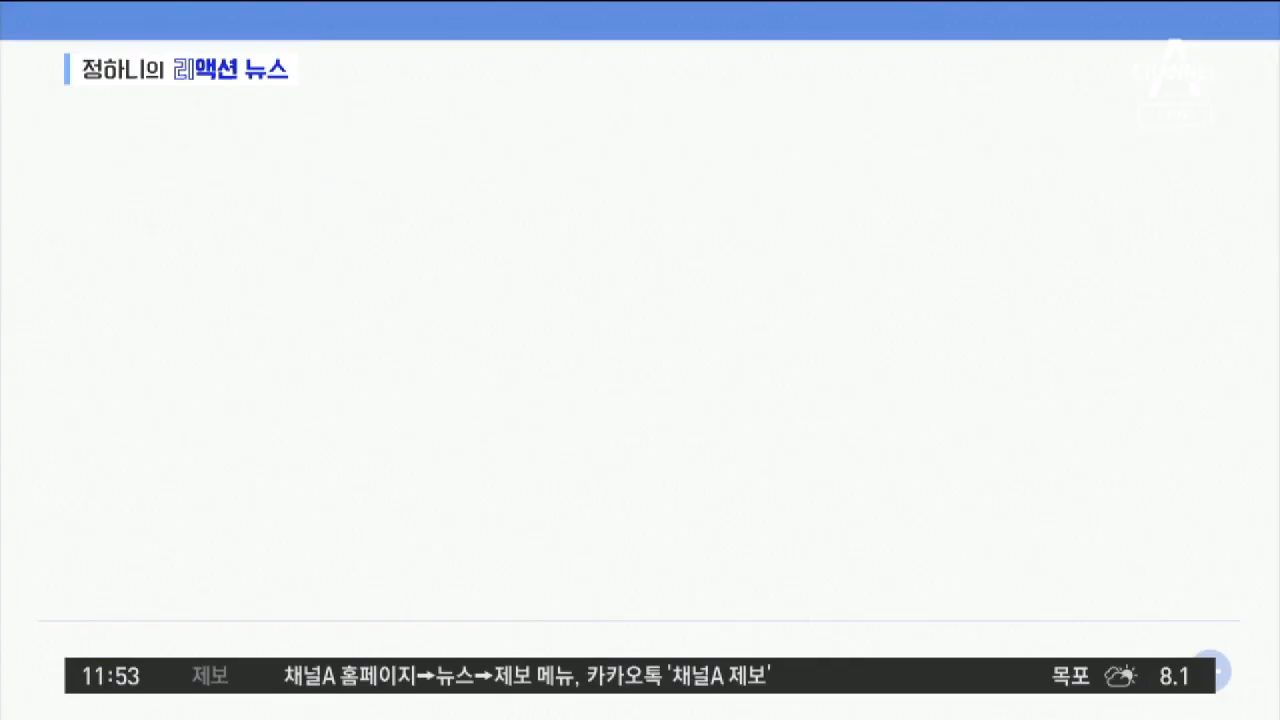 정하니의 리액션 뉴스
CHANNEL A
11:53 제보 채널A 홈페이지→뉴스→제보 메뉴, 카카오톡 '채널A 제보' 목포 8.1